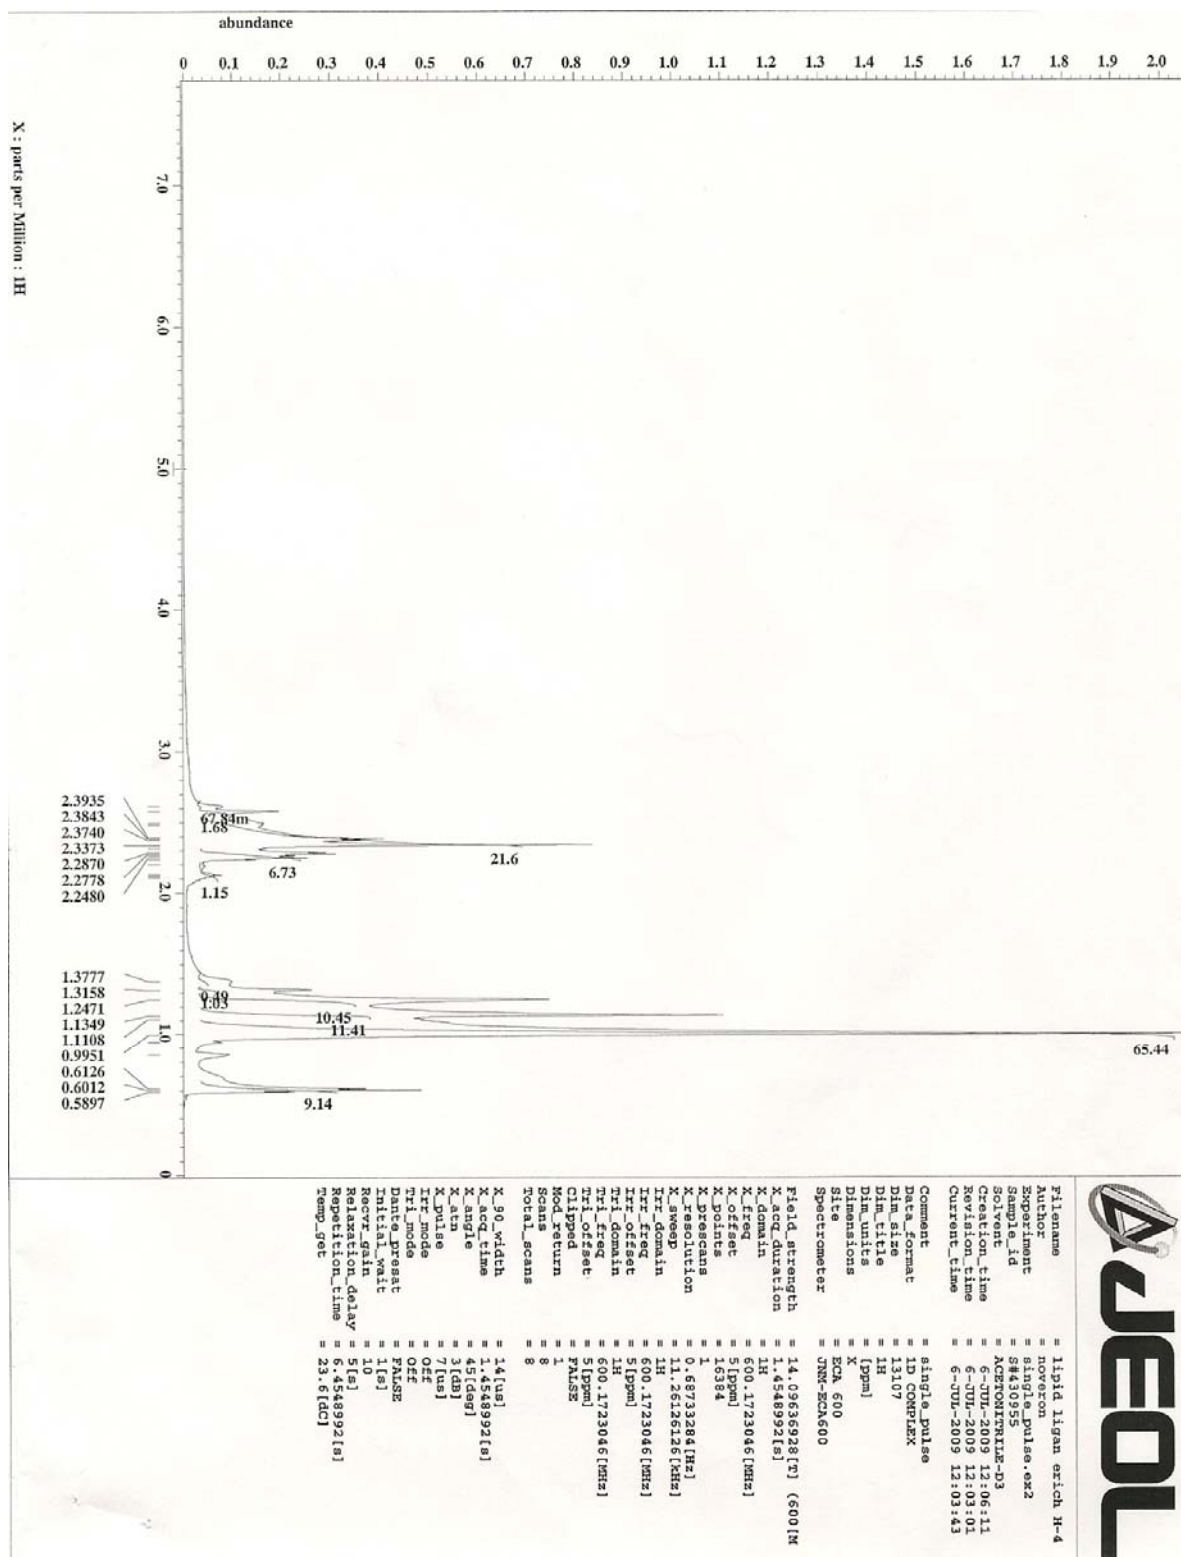 abundance
0 0.1 0.2 0.3 0.4 0.5 0.6 0.7 0.8 0.9 1.0 1.1 1.2 1.3 1.4 1.5 1.6 1.7 1.8 1.9 2.0
X : parts per Million : 1H
7.0
6.0
5.0
4.0
3.0
2.0
1.0
0
2.3935
2.3843
2.3740
2.3373
2.2870
2.2778
2.2480
1.3777
1.3158
1.2471
1.1349
1.1108
0.9951
0.6126
0.6012
0.5897
67.84m
1.68
21.6
6.73
1.15
0.49
1.03
10.45
11.41
65.44
9.14
JEOL
Filename = lipid ligan erich H-4
Author = noveron
Experiment = single_pulse.ex2
Sample_id = S#430955
Solvent = ACETONITRILE-D3
Creation_time = 6-JUL-2009 12:06:11
Revision_time = 6-JUL-2009 12:03:01
Current_time = 6-JUL-2009 12:03:43
Comment = single_pulse
Data_format = 1D COMPLEX
Dim_size = 13107
Dim_title = 1H
Dim_units = [ppm]
Dimensions = X
Site = ECA 600
Spectrometer = JNM-ECA600
Field_strength = 14.09636928[T] (600[M
X_acq_duration = 1.4548992[s]
X_domain = 1H
X_freq = 600.1723046[MHz]
X_offset = 5[ppm]
X_points = 16384
X_prescans = 1
X_resolution = 0.68733284[Hz]
X_sweep = 11.26126126[kHz]
Irr_domain = 1H
Irr_freq = 600.1723046[MHz]
Irr_offset = 5[ppm]
Tri_domain = 1H
Tri_freq = 600.1723046[MHz]
Tri_offset = 5[ppm]
Clipped = FALSE
Mod_return = 1
Scans = 8
Total_scans = 8
X_90_width = 14[us]
X_acq_time = 1.4548992[s]
X_angle = 45[deg]
X_atn = 3[dB]
X_pulse = 7[us]
Irr_mode = Off
Tri_mode = Off
Dante_presat = FALSE
Initial_wait = 1[s]
Recvr_gain = 10
Relaxation_delay = 5[s]
Repetition_time = 6.4548992[s]
Temp_get = 23.6[dC]